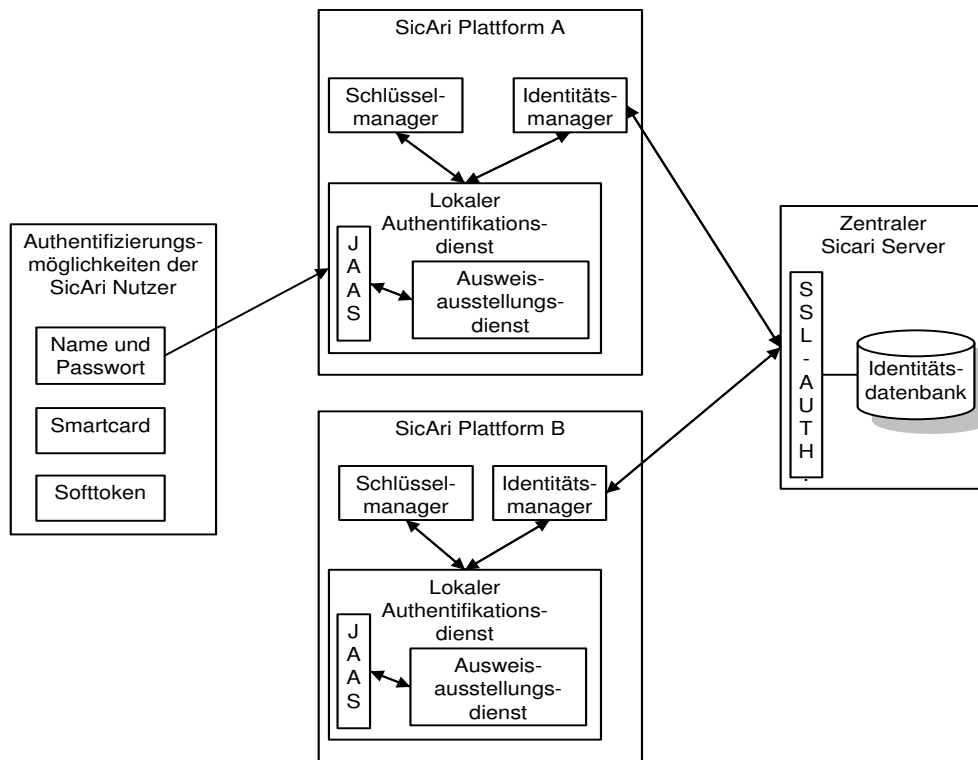 SicAri Plattform A
Schlüssel-
manager
Identitäts-
manager
Lokaler
Authentifikations-
dienst
J
A
A
S
Ausweis-
ausstellungs-
dienst
Authentifizierungs-
möglichkeiten der
SicAri Nutzer
Name und
Passwort
Smartcard
Softtoken
SicAri Plattform B
Schlüssel-
manager
Identitäts-
manager
Lokaler
Authentifikations-
dienst
J
A
A
S
Ausweis-
ausstellungs-
dienst
Zentraler
Sicari Server
S
S
L
-
A
U
T
H
.
Identitäts-
datenbank